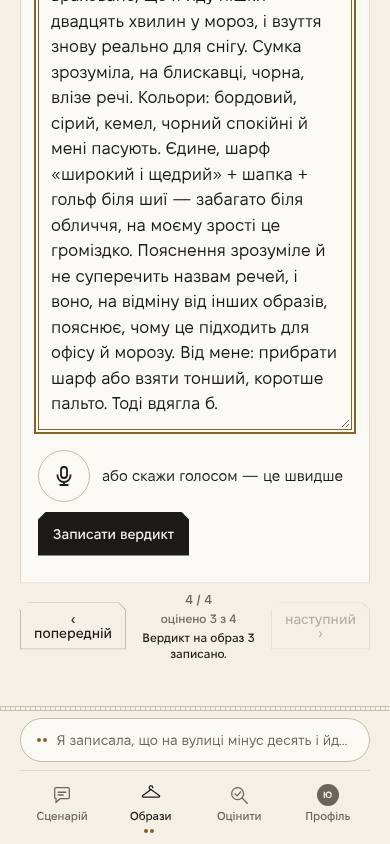 двадцять хвилин у мороз, і взуття
знову реально для снігу. Сумка
зрозуміла, на блискавці, чорна,
влізе речі. Кольори: бордовий,
сірий, кемел, чорний спокійні й
мені пасують. Єдине, шарф
«широкий і щедрий» + шапка +
гольф біля шиї — забагато біля
обличчя, на моєму зрості це
громіздко. Пояснення зрозуміле й
не суперечить назвам речей, і
воно, на відміну від інших образів,
пояснює, чому це підходить для
офісу й морозу. Від мене: прибрати
шарф або взяти тонший, коротше
пальто. Тоді вдягла б.
або скажи голосом — це швидше
Записати вердикт
‹
попередній
4 / 4
оцінено 3 з 4
Вердикт на образ 3
записано.
наступний
›
Я записала, що на вулиці мінус десять і йд...
Сценарій
Образи
Оцінити
Ю
Профіль